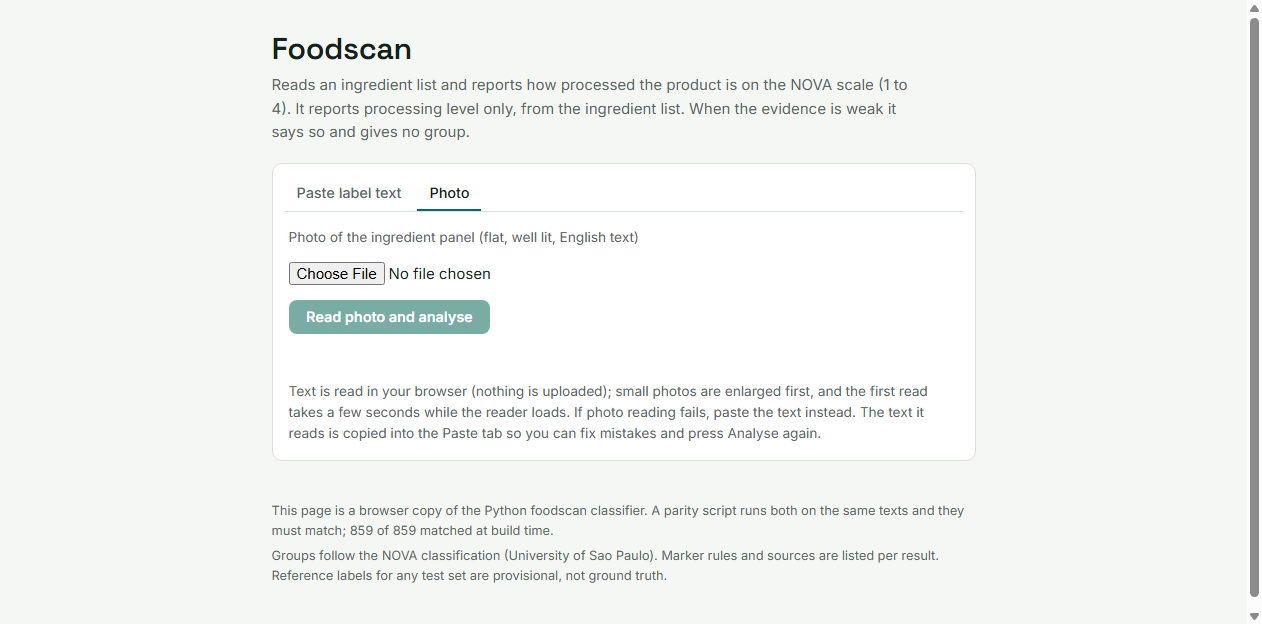 Foodscan
Reads an ingredient list and reports how processed the product is on the NOVA scale (1 to
4). It reports processing level only, from the ingredient list. When the evidence is weak it
says so and gives no group.
Paste label text Photo
Photo of the ingredient panel (flat, well lit, English text)
Choose File No file chosen
Read photo and analyse
Text is read in your browser (nothing is uploaded); small photos are enlarged first, and the first read
takes a few seconds while the reader loads. If photo reading fails, paste the text instead. The text it
reads is copied into the Paste tab so you can fix mistakes and press Analyse again.
This page is a browser copy of the Python foodscan classifier. A parity script runs both on the same texts and they
must match; 859 of 859 matched at build time.
Groups follow the NOVA classification (University of Sao Paulo). Marker rules and sources are listed per result.
Reference labels for any test set are provisional, not ground truth.